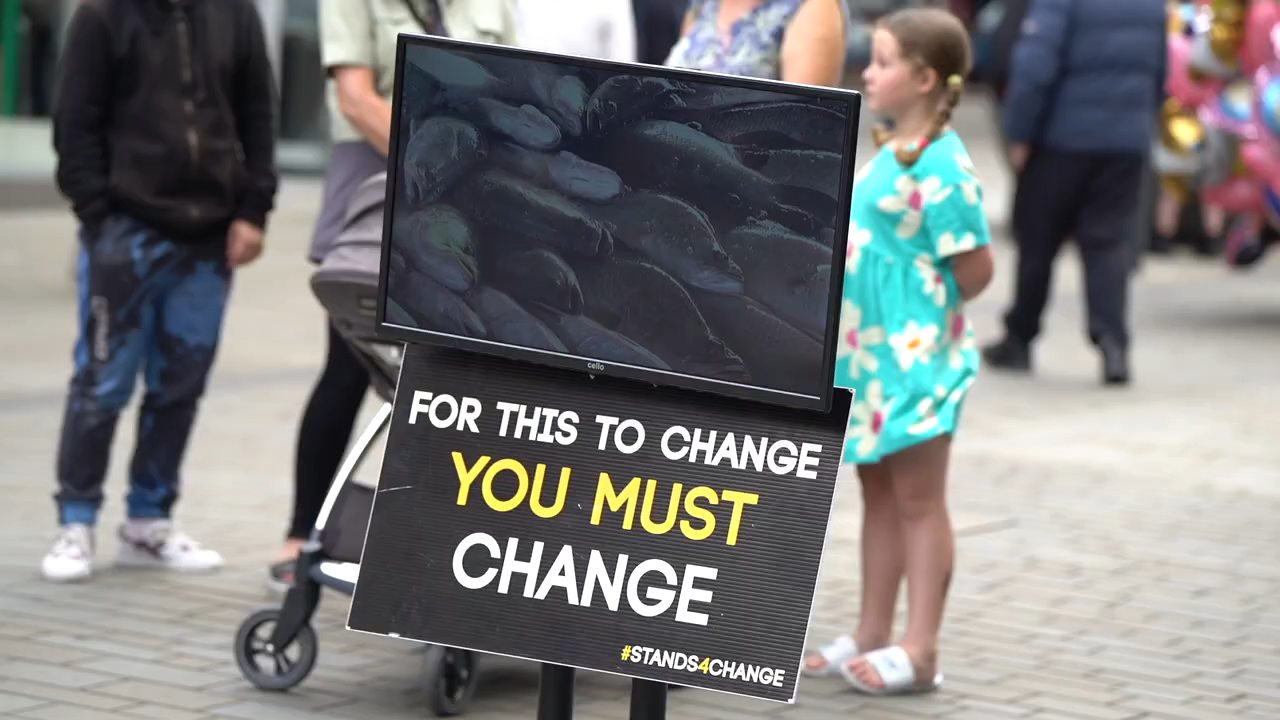 cello
FOR THIS TO CHANGE
YOU MUST
CHANGE
#STANDS4CHANGE